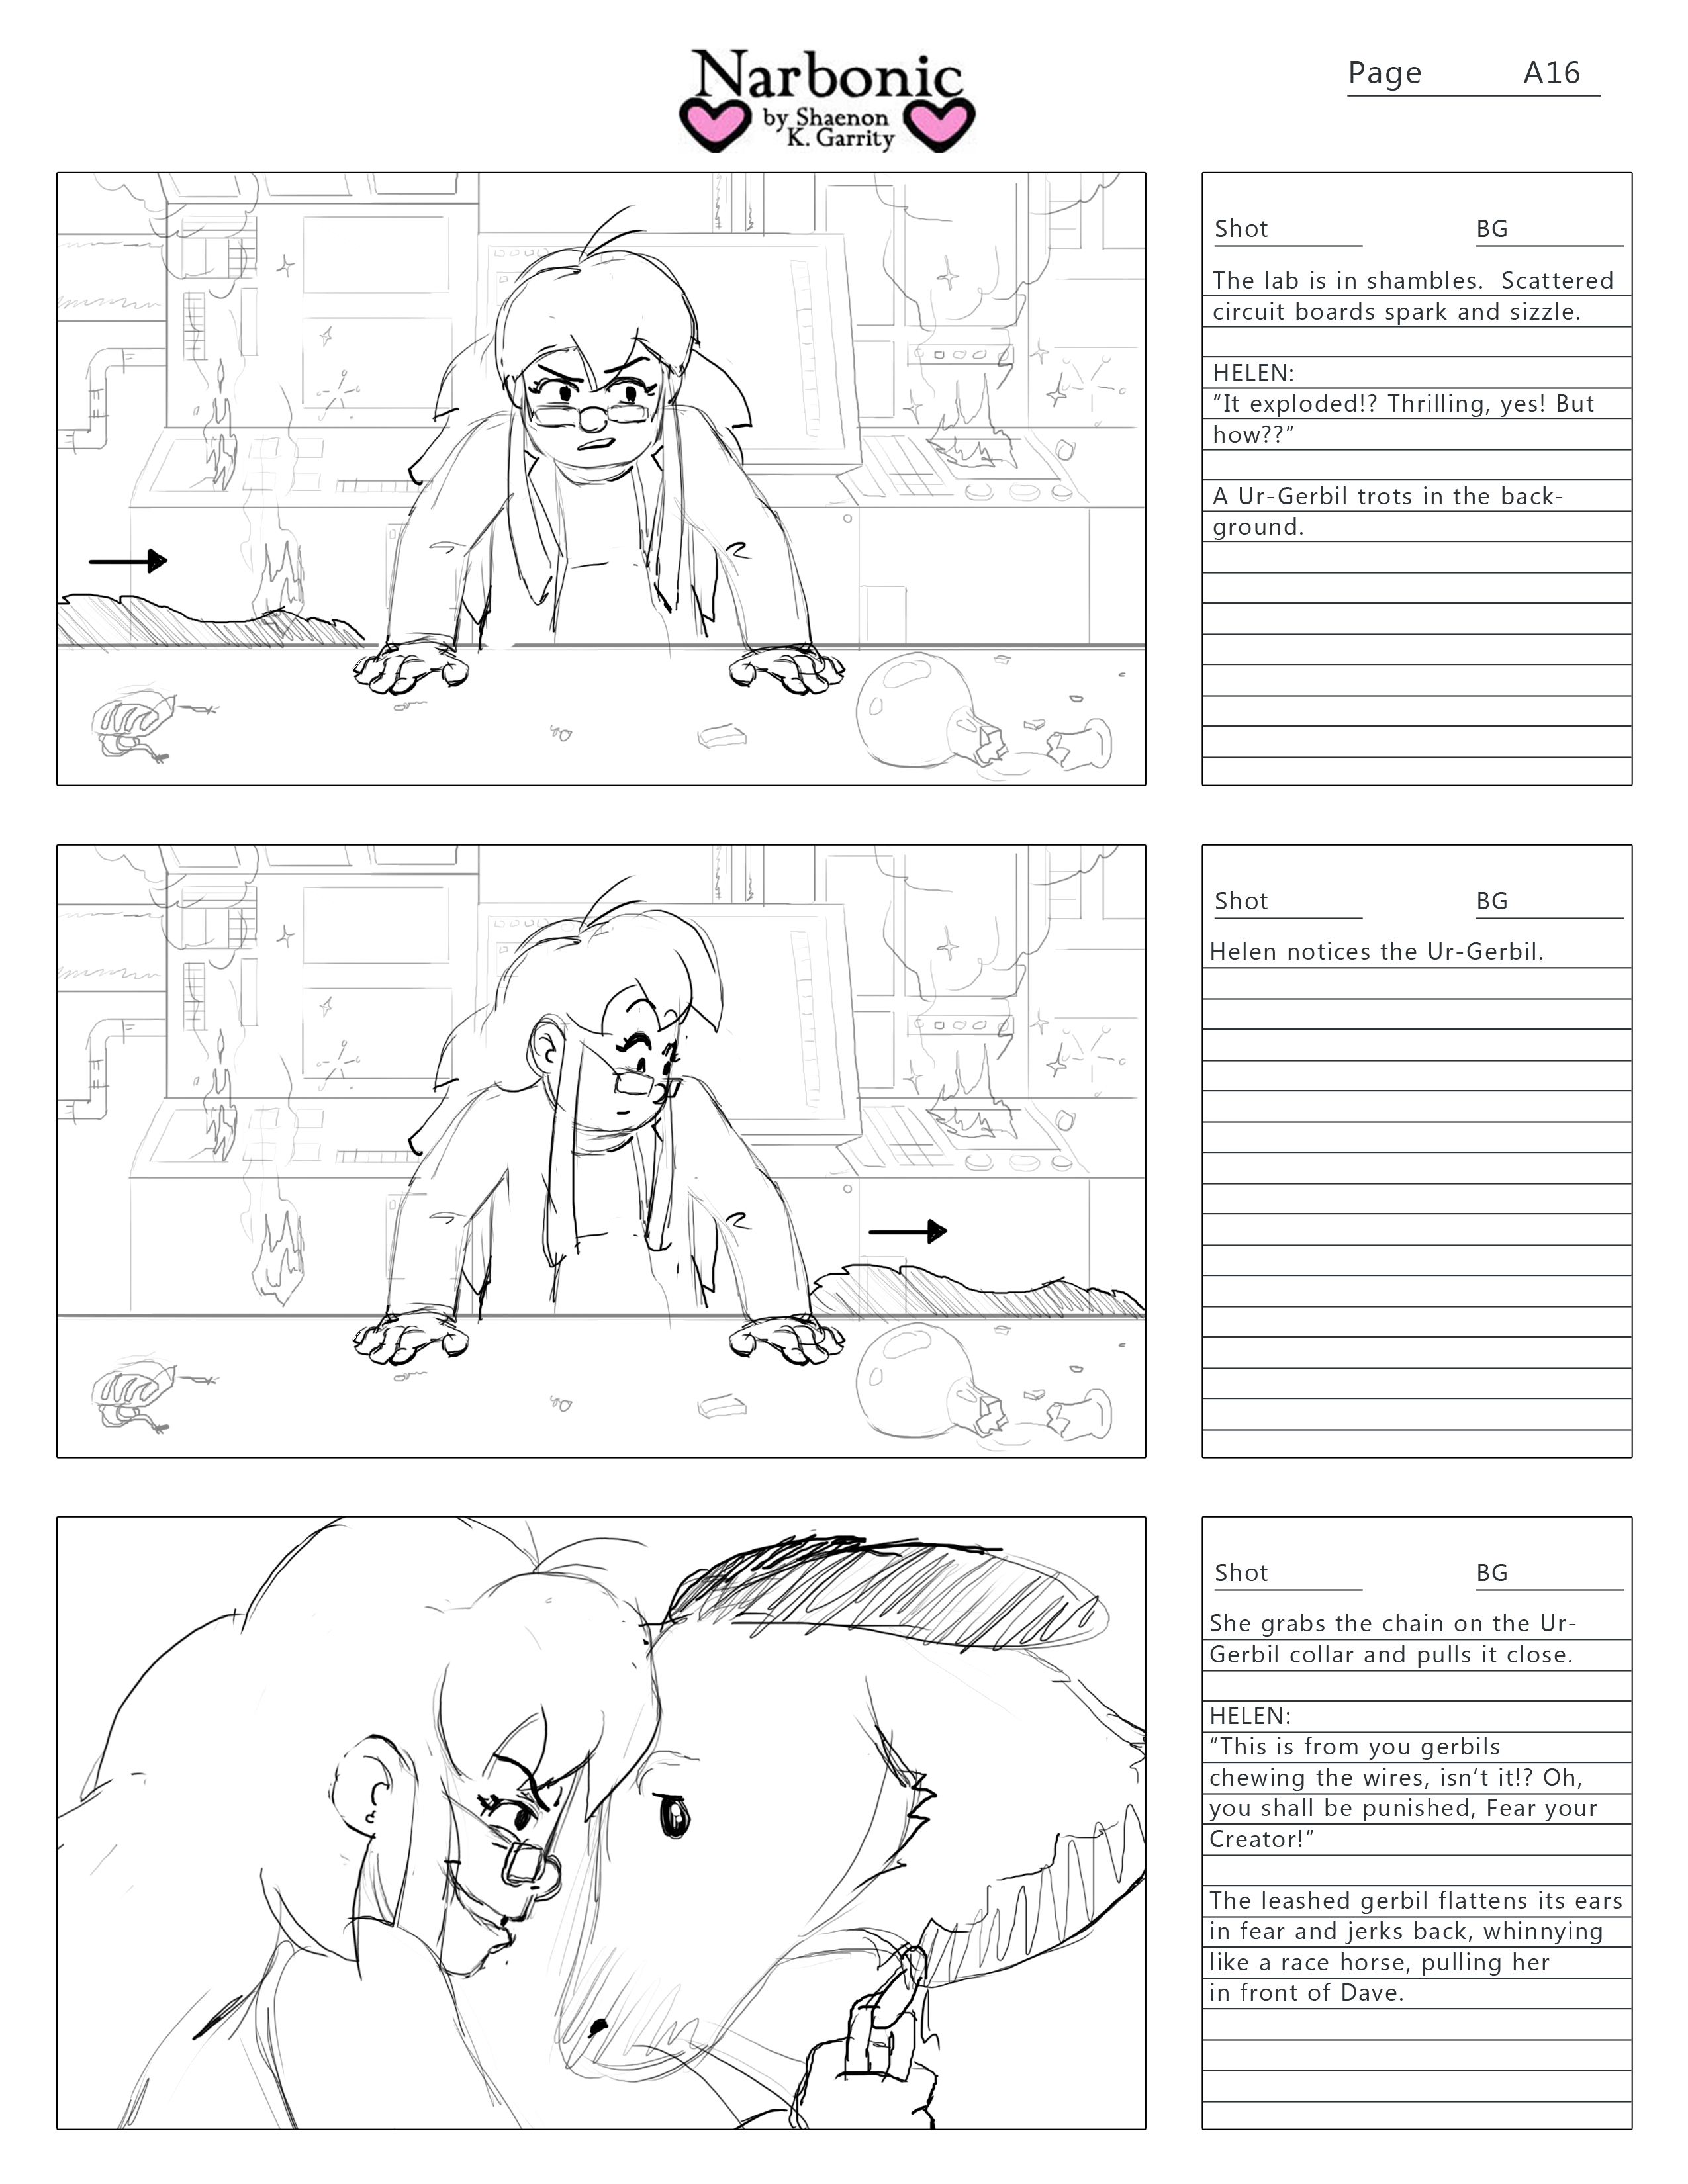 Narbonic
by Shaenon
K. Garrity
Page A16
Shot BG
The lab is in shambles.  Scattered
circuit boards spark and sizzle.
HELEN:
“It exploded!? Thrilling, yes! But
how??”
A Ur-Gerbil trots in the back-
ground.
Shot BG
Helen notices the Ur-Gerbil.
Shot BG
She grabs the chain on the Ur-
Gerbil collar and pulls it close.
HELEN:
“This is from you gerbils
chewing the wires, isn’t it!? Oh,
you shall be punished, Fear your
Creator!”
The leashed gerbil flattens its ears
in fear and jerks back, whinnying
like a race horse, pulling her
in front of Dave.